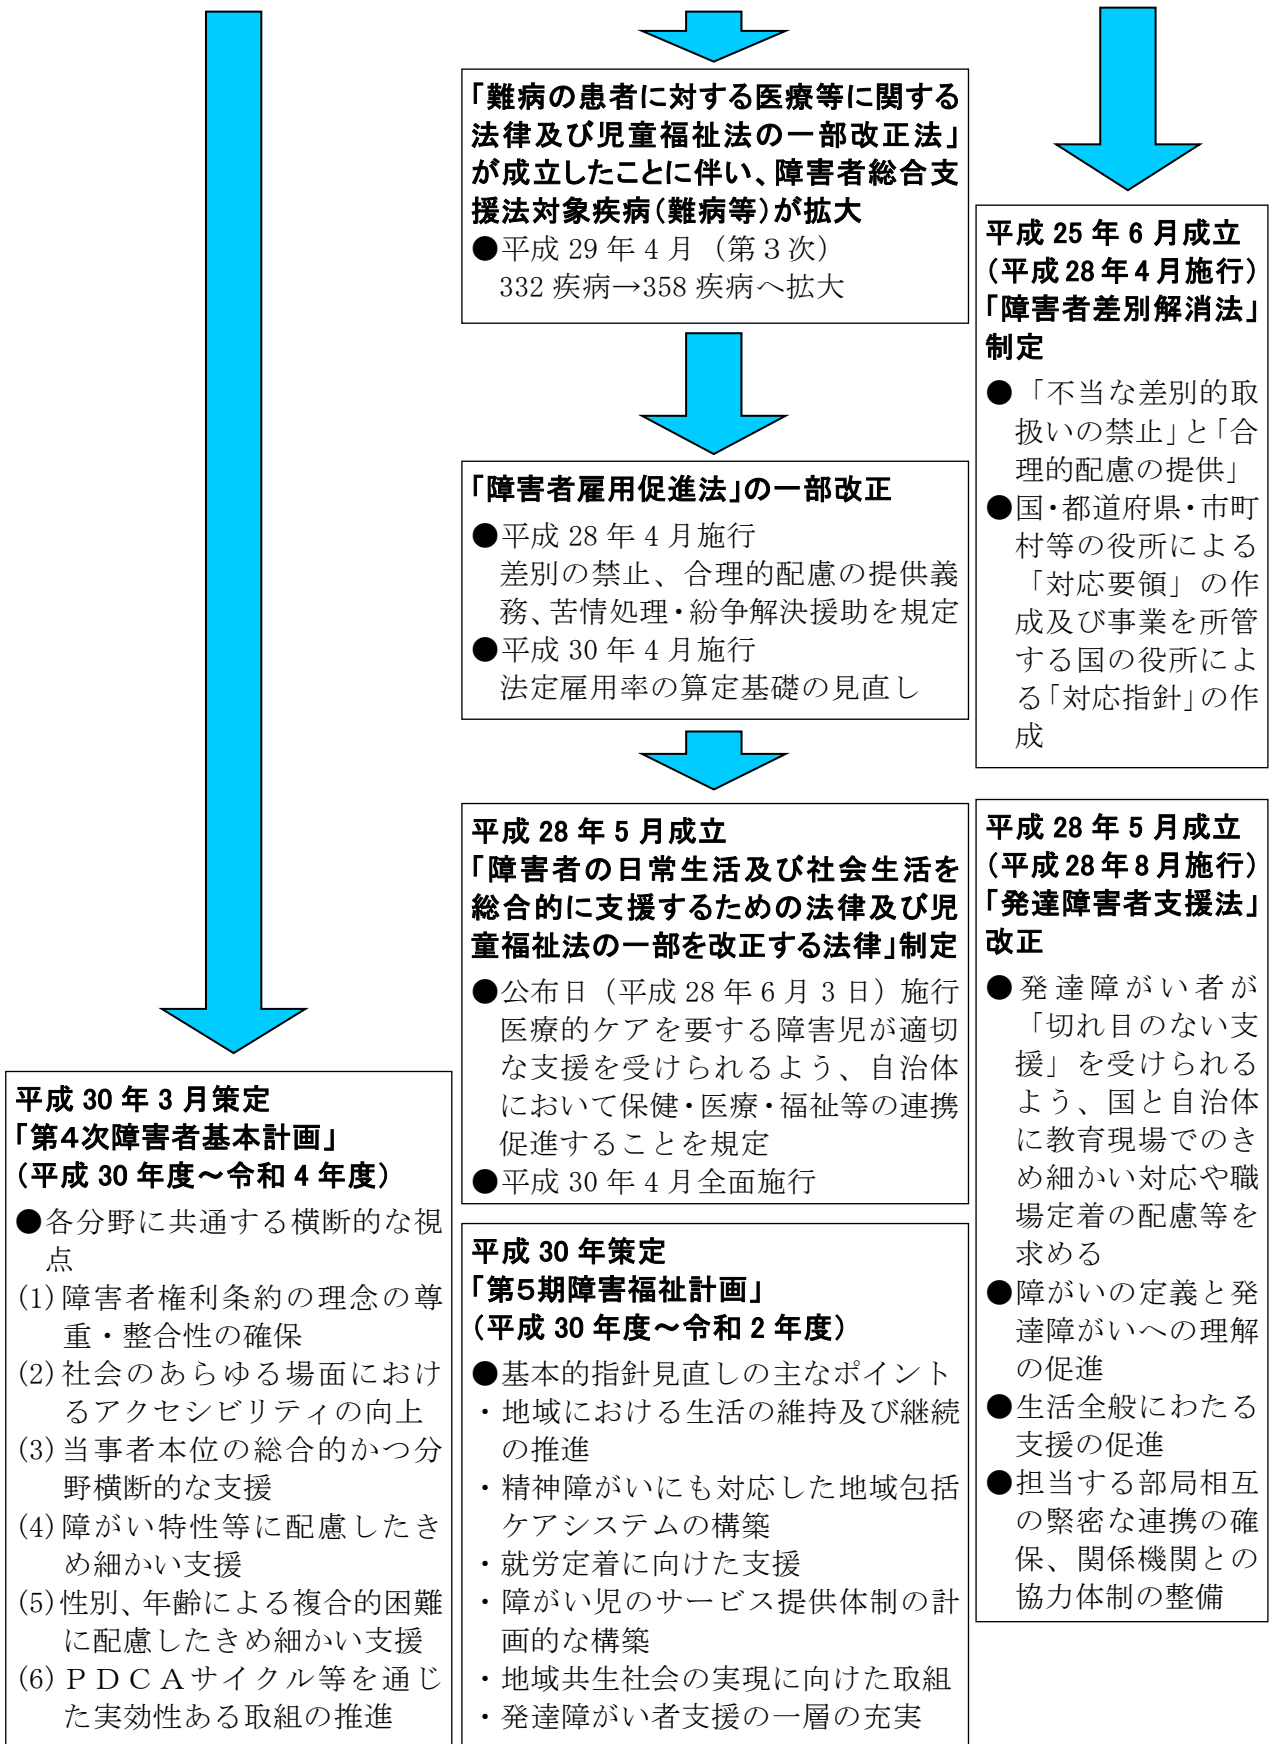 「難病の患者に対する医療等に関する
法律及び児童福祉法の一部改正法」
が成立したことに伴い、障害者総合支
援法対象疾病(難病等)が拡大
●平成 29 年 4 月（第３次）
332 疾病→358 疾病へ拡大
「障害者雇用促進法」の一部改正
●平成 28 年 4 月施行
差別の禁止、合理的配慮の提供義
務、苦情処理・紛争解決援助を規定
●平成 30 年 4 月施行
法定雇用率の算定基礎の見直し
平成 25 年 6 月成立
(平成 28 年 4 月施行)
「障害者差別解消法」
制定
●「不当な差別的取
扱いの禁止」と「合
理的配慮の提供」
●国・都道府県・市町
村等の役所による
「対応要領」の作
成及び事業を所管
する国の役所によ
る「対応指針」の作
成
平成 28 年 5 月成立
「障害者の日常生活及び社会生活を
総合的に支援するための法律及び児
童福祉法の一部を改正する法律」制定
●公布日（平成 28 年 6 月 3 日）施行
医療的ケアを要する障害児が適切
な支援を受けられるよう、自治体
において保健・医療・福祉等の連携
促進することを規定
●平成 30 年 4 月全面施行
平成 28 年 5 月成立
(平成 28 年 8 月施行)
「発達障害者支援法」
改正
●発達障がい者が
「切れ目のない支
援」を受けられる
よう、国と自治体
に教育現場でのき
め細かい対応や職
場定着の配慮等を
求める
●障がいの定義と発
達障がいへの理解
の促進
●生活全般にわたる
支援の促進
●担当する部局相互
の緊密な連携の確
保、関係機関との
協力体制の整備
平成 30 年 3 月策定
「第４次障害者基本計画」
(平成 30 年度～令和 4 年度)
●各分野に共通する横断的な視
点
(1)障害者権利条約の理念の尊
重・整合性の確保
(2)社会のあらゆる場面におけ
るアクセシビリティの向上
(3)当事者本位の総合的かつ分
野横断的な支援
(4)障がい特性等に配慮したき
め細かい支援
(5)性別、年齢による複合的困難
に配慮したきめ細かい支援
(6)ＰＤＣＡサイクル等を通じ
た実効性ある取組の推進
平成 30 年策定
「第５期障害福祉計画」
(平成 30 年度～令和 2 年度)
●基本的指針見直しの主なポイント
・地域における生活の維持及び継続
の推進
・精神障がいにも対応した地域包括
ケアシステムの構築
・就労定着に向けた支援
・障がい児のサービス提供体制の計
画的な構築
・地域共生社会の実現に向けた取組
・発達障がい者支援の一層の充実